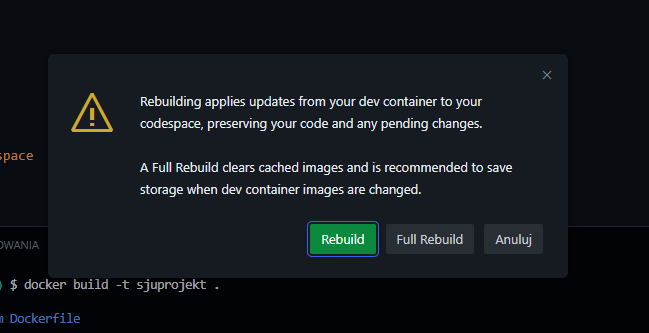 Rebuilding applies updates from your dev container to your
codespace, preserving your code and any pending changes.
A Full Rebuild clears cached images and is recommended to save
storage when dev container images are changed.
space
Rebuild Full Rebuild Anuluj
OWANIA
) $ docker build -t sjuprojekt .
m Dockerfile